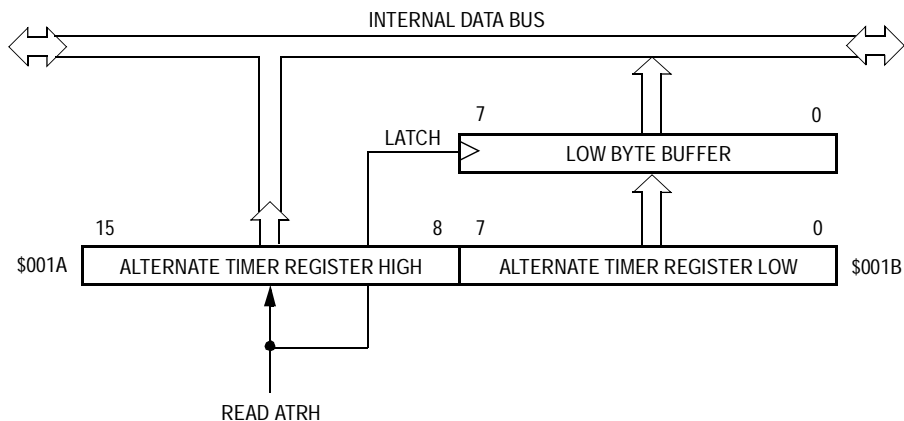 INTERNAL DATA BUS
7 0
LATCH
LOW BYTE BUFFER
15 8 7 0
$001A ALTERNATE TIMER REGISTER HIGH ALTERNATE TIMER REGISTER LOW $001B
READ ATRH